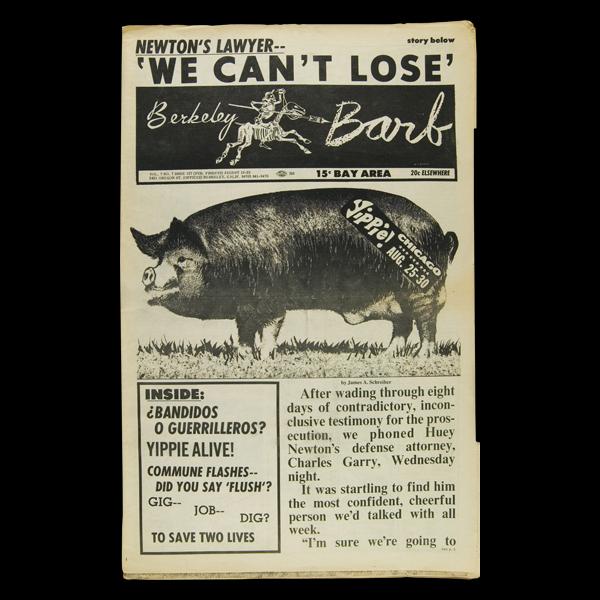 NEWTON'S LAWYER--
story below
'WE CAN'T LOSE'
Berkeley Barb
15¢ BAY AREA
20¢ ELSEWHERE
Yippie!
CHICAGO
AUG. 25-30
INSIDE:
¿BANDIDOS
O GUERRILLEROS?
YIPPIE ALIVE!
COMMUNE FLASHES--
DID YOU SAY 'FLUSH'?
GIG--
JOB--
DIG?
TO SAVE TWO LIVES
by James A. Schreiber
After wading through eight
days of contradictory, incon-
clusive testimony for the pros-
ecution, we phoned Huey
Newton's defense attorney,
Charles Garry, Wednesday
night.
It was startling to find him
the most confident, cheerful
person we'd talked with all
week.
"I'm sure we're going to